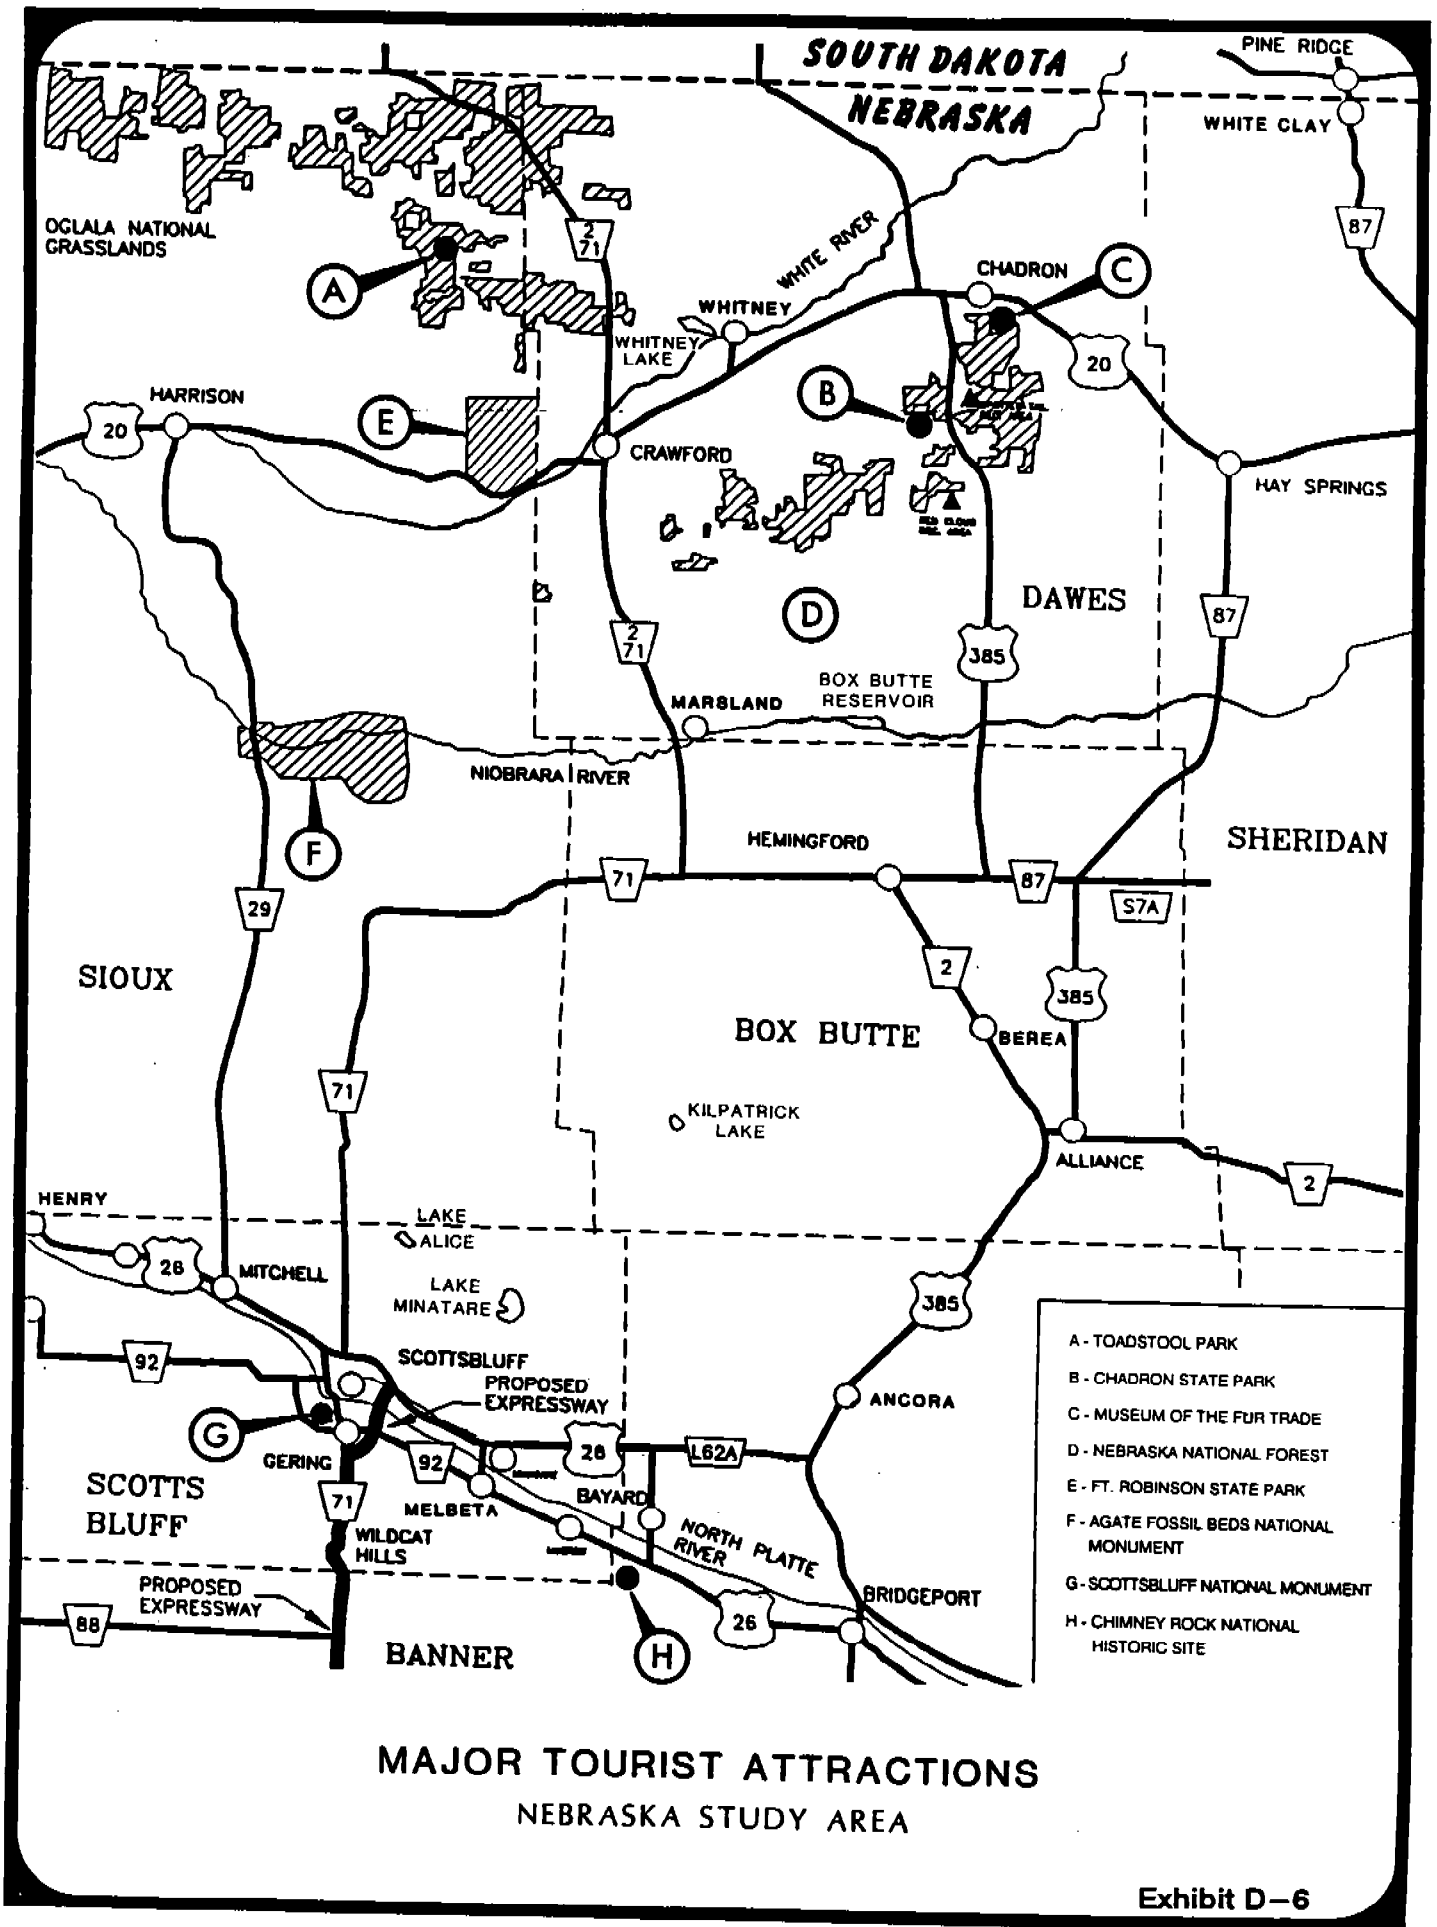 SOUTH DAKOTA
NEBRASKA
PINE RIDGE
WHITE CLAY
87
OGLALA NATIONAL
GRASSLANDS
2
71
A
WHITE RIVER
CHADRON
C
WHITNEY
WHITNEY
LAKE
20
HARRISON
20
E
B
CRAWFORD
HAY SPRINGS
RED CLOUD
REC. AREA
D
DAWES
87
2
71
385
BOX BUTTE
RESERVOIR
MARSLAND
NIOBRARA RIVER
F
HEMINGFORD
SHERIDAN
71
87
S7A
29
2
385
SIOUX
BOX BUTTE
BEREA
71
KILPATRICK
LAKE
ALLIANCE
2
HENRY
LAKE
ALICE
26
MITCHELL
LAKE
MINATARE
385
92
SCOTTSBLUFF
PROPOSED
EXPRESSWAY
ANCORA
G
GERING
92
26
L62A
SCOTTS
BLUFF
71
MELBETA
BAYARD
WILDCAT
HILLS
NORTH PLATTE
RIVER
PROPOSED
EXPRESSWAY
88
BANNER
H
26
BRIDGEPORT
A - TOADSTOOL PARK
B - CHADRON STATE PARK
C - MUSEUM OF THE FUR TRADE
D - NEBRASKA NATIONAL FOREST
E - FT. ROBINSON STATE PARK
F - AGATE FOSSIL BEDS NATIONAL
MONUMENT
G - SCOTTSBLUFF NATIONAL MONUMENT
H - CHIMNEY ROCK NATIONAL
HISTORIC SITE
MAJOR TOURIST ATTRACTIONS
NEBRASKA STUDY AREA
Exhibit D-6